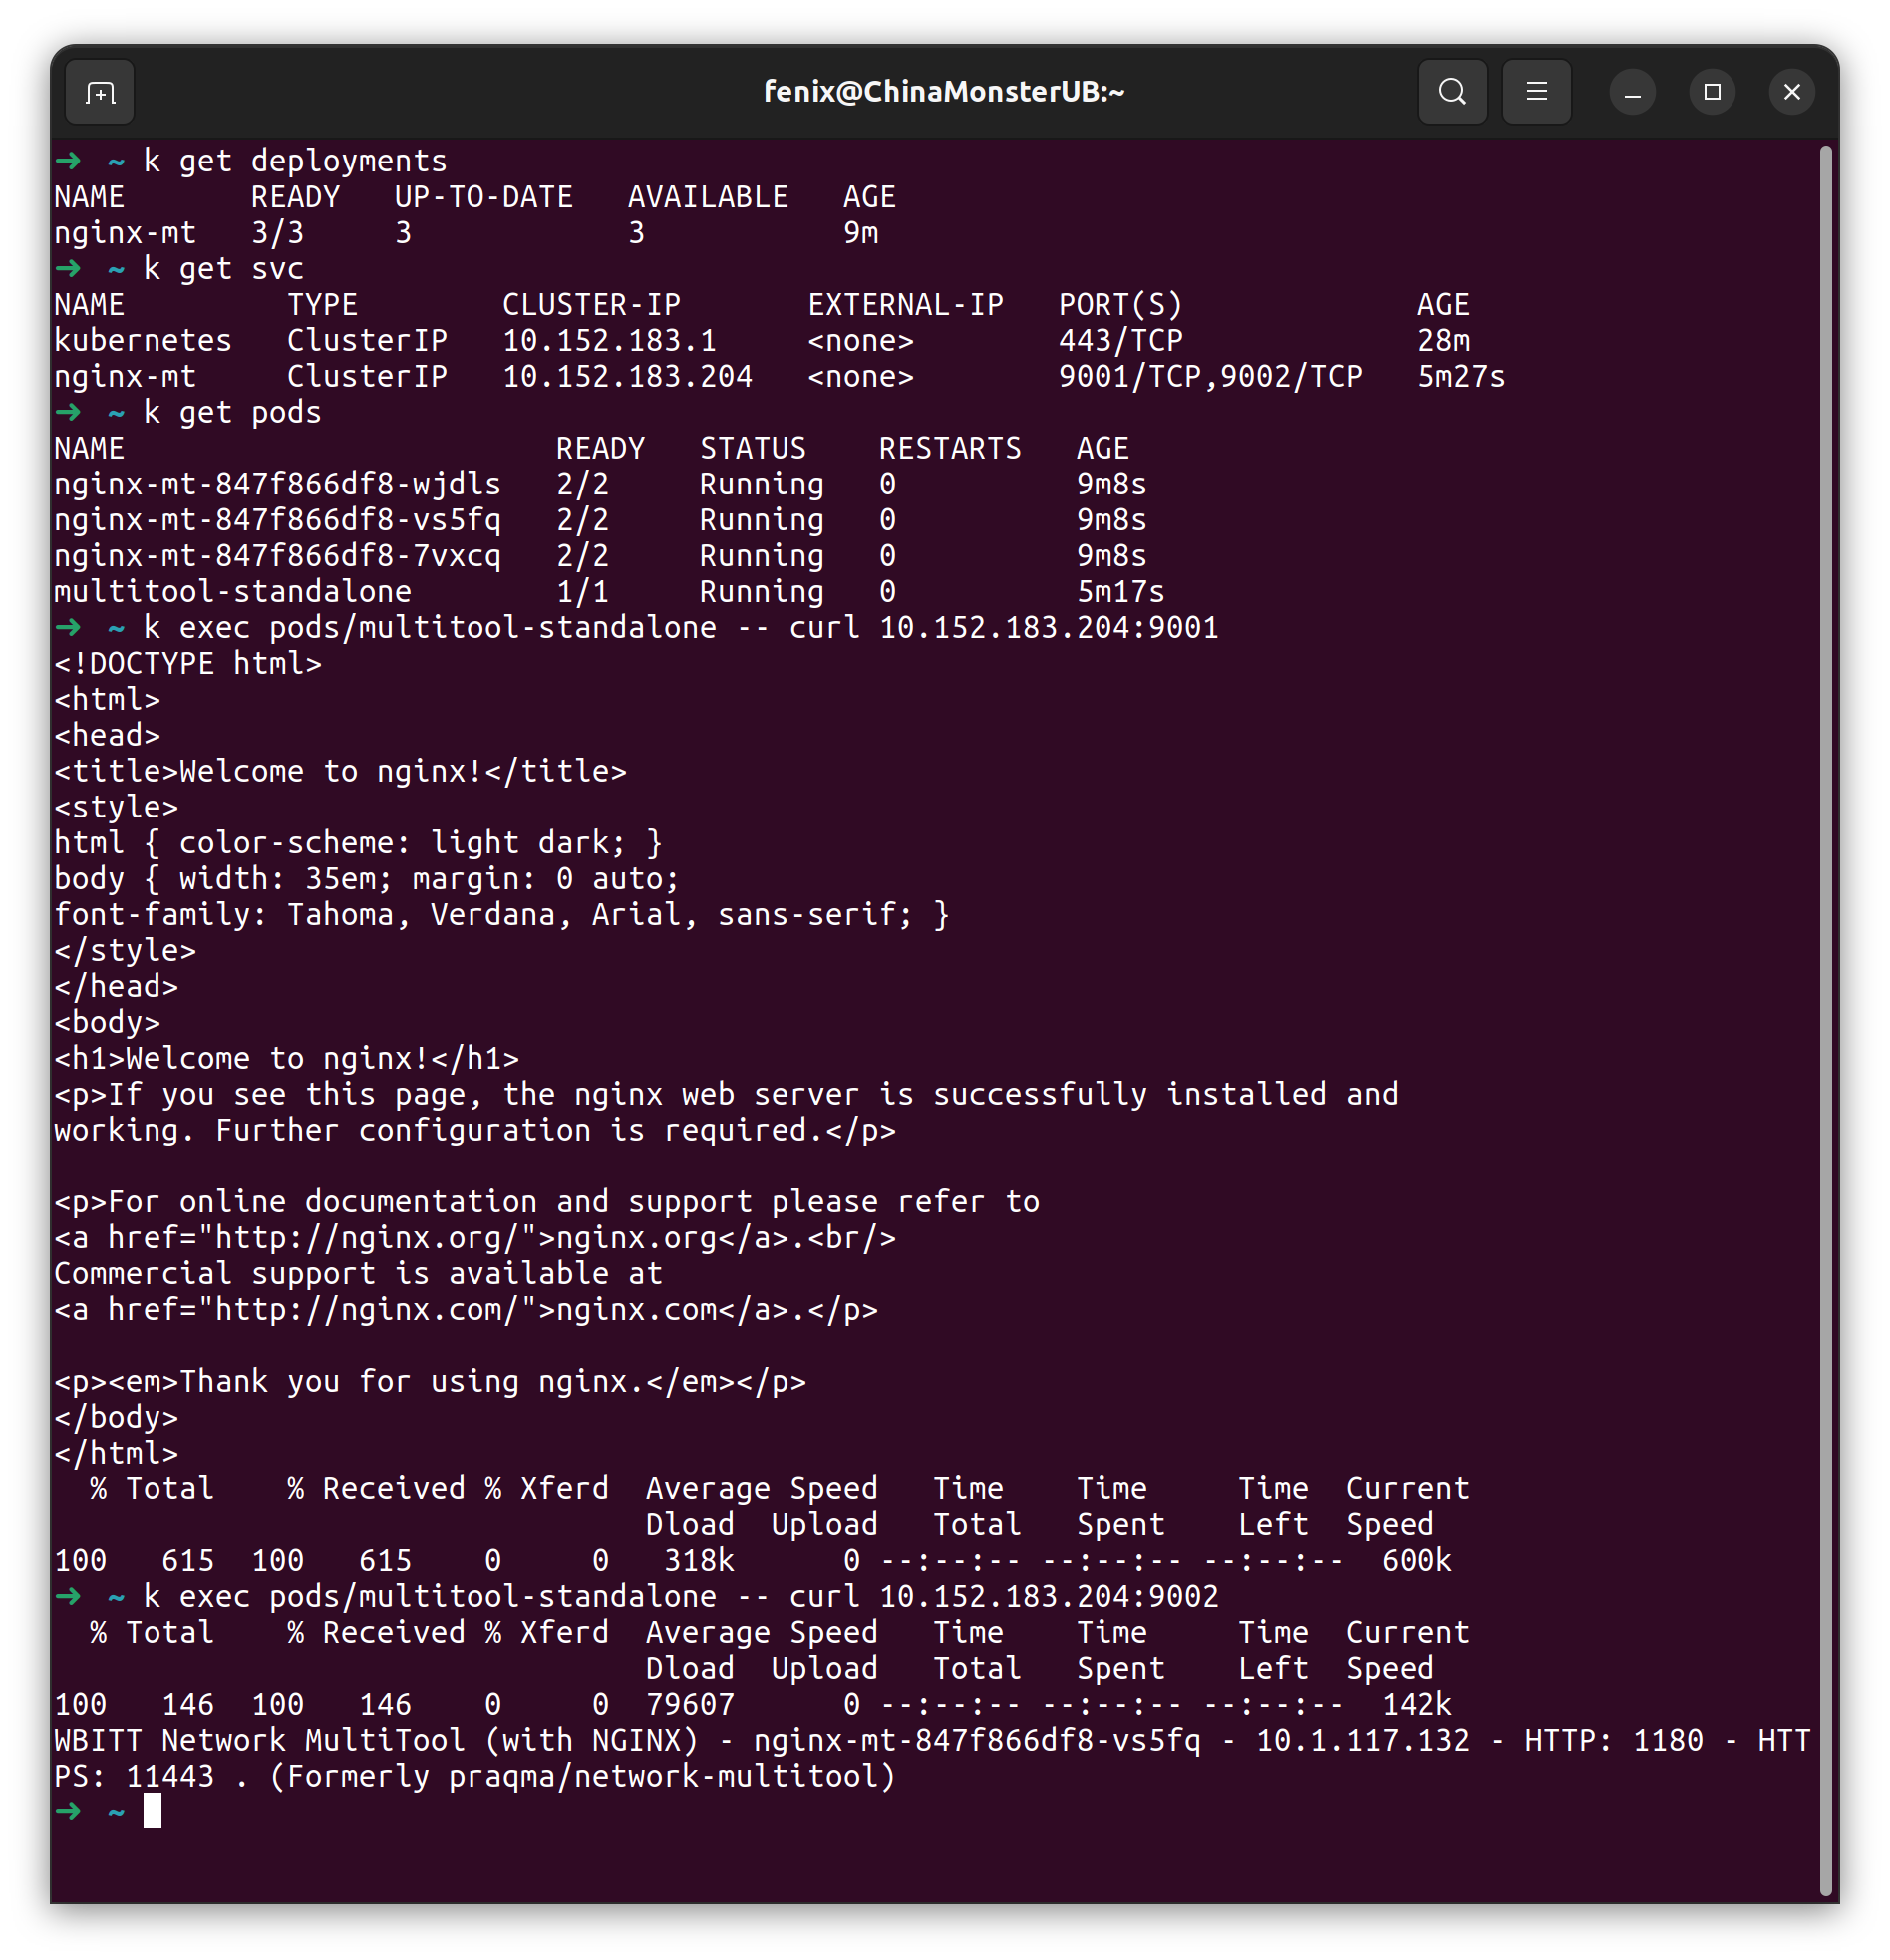 fenix@ChinaMonsterUB:~
➜  ~ k get deployments
NAME       READY   UP-TO-DATE   AVAILABLE   AGE
nginx-mt   3/3     3            3           9m
➜  ~ k get svc
NAME         TYPE        CLUSTER-IP       EXTERNAL-IP   PORT(S)             AGE
kubernetes   ClusterIP   10.152.183.1     <none>        443/TCP             28m
nginx-mt     ClusterIP   10.152.183.204   <none>        9001/TCP,9002/TCP   5m27s
➜  ~ k get pods
NAME                        READY   STATUS    RESTARTS   AGE
nginx-mt-847f866df8-wjdls   2/2     Running   0          9m8s
nginx-mt-847f866df8-vs5fq   2/2     Running   0          9m8s
nginx-mt-847f866df8-7vxcq   2/2     Running   0          9m8s
multitool-standalone        1/1     Running   0          5m17s
➜  ~ k exec pods/multitool-standalone -- curl 10.152.183.204:9001
<!DOCTYPE html>
<html>
<head>
<title>Welcome to nginx!</title>
<style>
html { color-scheme: light dark; }
body { width: 35em; margin: 0 auto;
font-family: Tahoma, Verdana, Arial, sans-serif; }
</style>
</head>
<body>
<h1>Welcome to nginx!</h1>
<p>If you see this page, the nginx web server is successfully installed and
working. Further configuration is required.</p>

<p>For online documentation and support please refer to
<a href="http://nginx.org/">nginx.org</a>.<br/>
Commercial support is available at
<a href="http://nginx.com/">nginx.com</a>.</p>

<p><em>Thank you for using nginx.</em></p>
</body>
</html>
  % Total    % Received % Xferd  Average Speed   Time    Time     Time  Current
                                 Dload  Upload   Total   Spent    Left  Speed
100   615  100   615    0     0   318k      0 --:--:-- --:--:-- --:--:--  600k
➜  ~ k exec pods/multitool-standalone -- curl 10.152.183.204:9002
  % Total    % Received % Xferd  Average Speed   Time    Time     Time  Current
                                 Dload  Upload   Total   Spent    Left  Speed
100   146  100   146    0     0  79607      0 --:--:-- --:--:-- --:--:--  142k
WBITT Network MultiTool (with NGINX) - nginx-mt-847f866df8-vs5fq - 10.1.117.132 - HTTP: 1180 - HTT
PS: 11443 . (Formerly praqma/network-multitool)
➜  ~